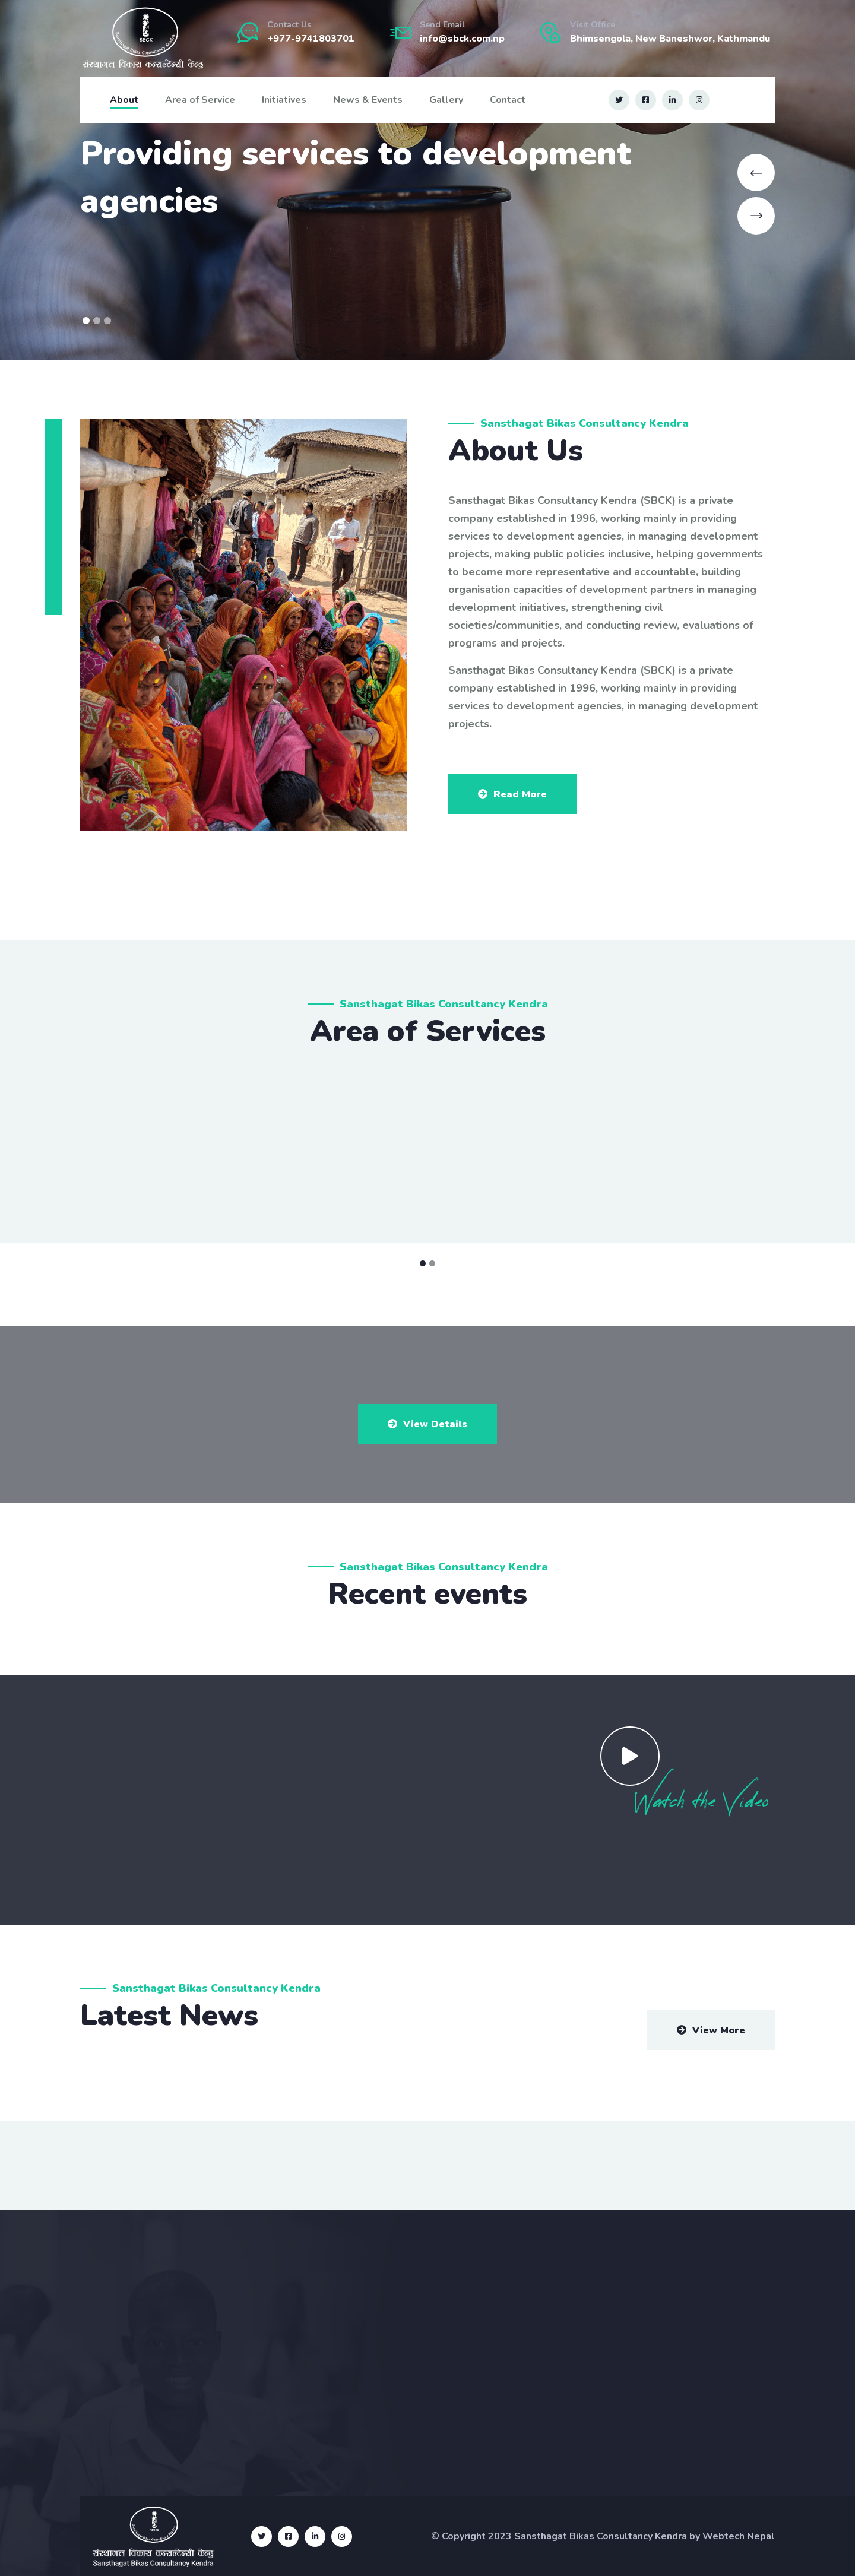 SBCK
संस्थागत विकास कन्सल्टेन्सी केन्द्र
Contact Us
+977-9741803701
Send Email
info@sbck.com.np
Visit Office
Bhimsengola, New Baneshwor, Kathmandu
About
Area of Service
Initiatives
News & Events
Gallery
Contact
Providing services to development
agencies
Sansthagat Bikas Consultancy Kendra
About Us
Sansthagat Bikas Consultancy Kendra (SBCK) is a private
company established in 1996, working mainly in providing
services to development agencies, in managing development
projects, making public policies inclusive, helping governments
to become more representative and accountable, building
organisation capacities of development partners in managing
development initiatives, strengthening civil
societies/communities, and conducting review, evaluations of
programs and projects.
Sansthagat Bikas Consultancy Kendra (SBCK) is a private
company established in 1996, working mainly in providing
services to development agencies, in managing development
projects.
Read More
Sansthagat Bikas Consultancy Kendra
Area of Services
View Details
Sansthagat Bikas Consultancy Kendra
Recent events
Watch the Video
Sansthagat Bikas Consultancy Kendra
Latest News
View More
SBCK
संस्थागत विकास कन्सल्टेन्सी केन्द्र
Sansthagat Bikas Consultancy Kendra
© Copyright 2023 Sansthagat Bikas Consultancy Kendra by Webtech Nepal